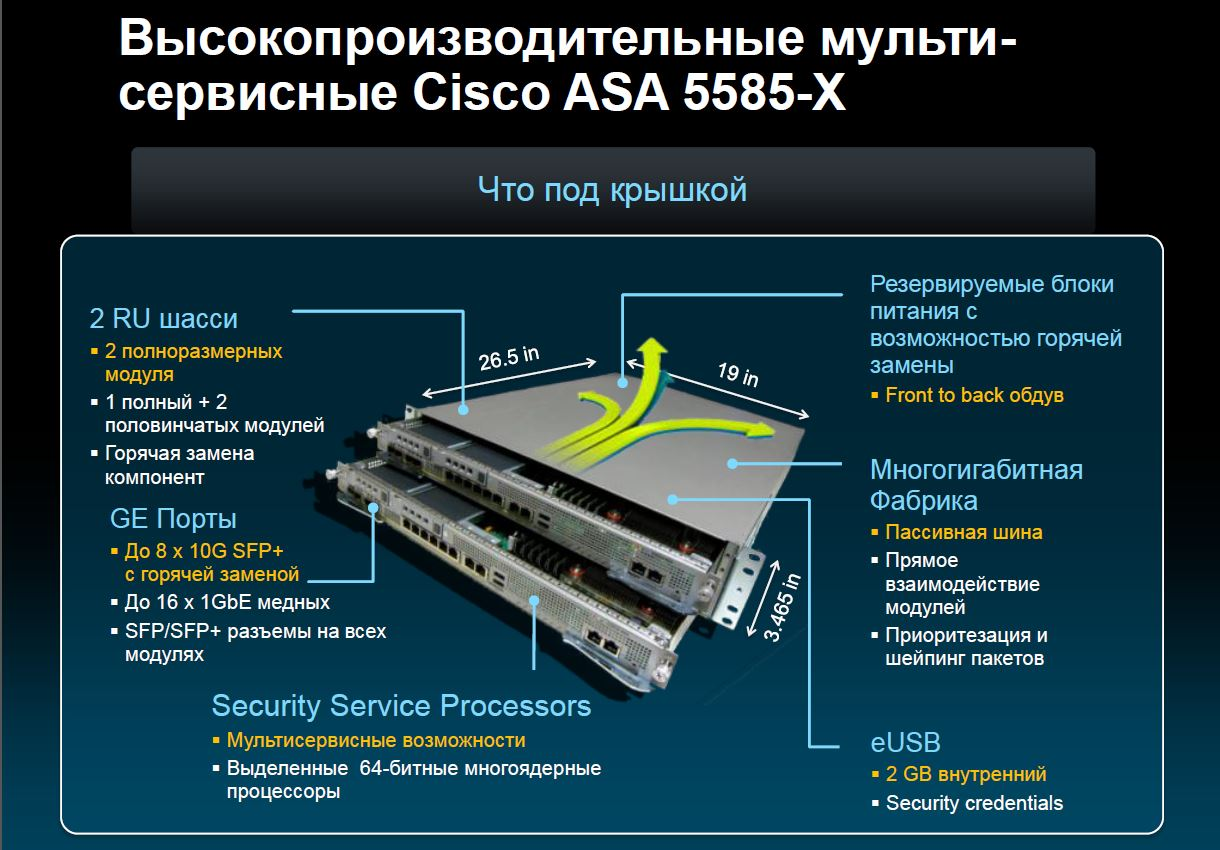 Высокопроизводительные мульти-
сервисные Cisco ASA 5585-X
Что под крышкой
2 RU шасси
▪ 2 полноразмерных
модуля
▪ 1 полный + 2
половинчатых модулей
▪ Горячая замена
компонент
GE Порты
▪ До 8 x 10G SFP+
с горячей заменой
▪ До 16 x 1GbE медных
▪ SFP/SFP+ разъемы на всех
модулях
Security Service Processors
▪ Мультисервисные возможности
▪ Выделенные 64-битные многоядерные
процессоры
26.5 in
19 in
3.465 in
Резервируемые блоки
питания с
возможностью горячей
замены
▪ Front to back обдув
Многогигабитная
Фабрика
▪ Пассивная шина
▪ Прямое
взаимодействие
модулей
▪ Приоритезация и
шейпинг пакетов
eUSB
▪ 2 GB внутренний
▪ Security credentials